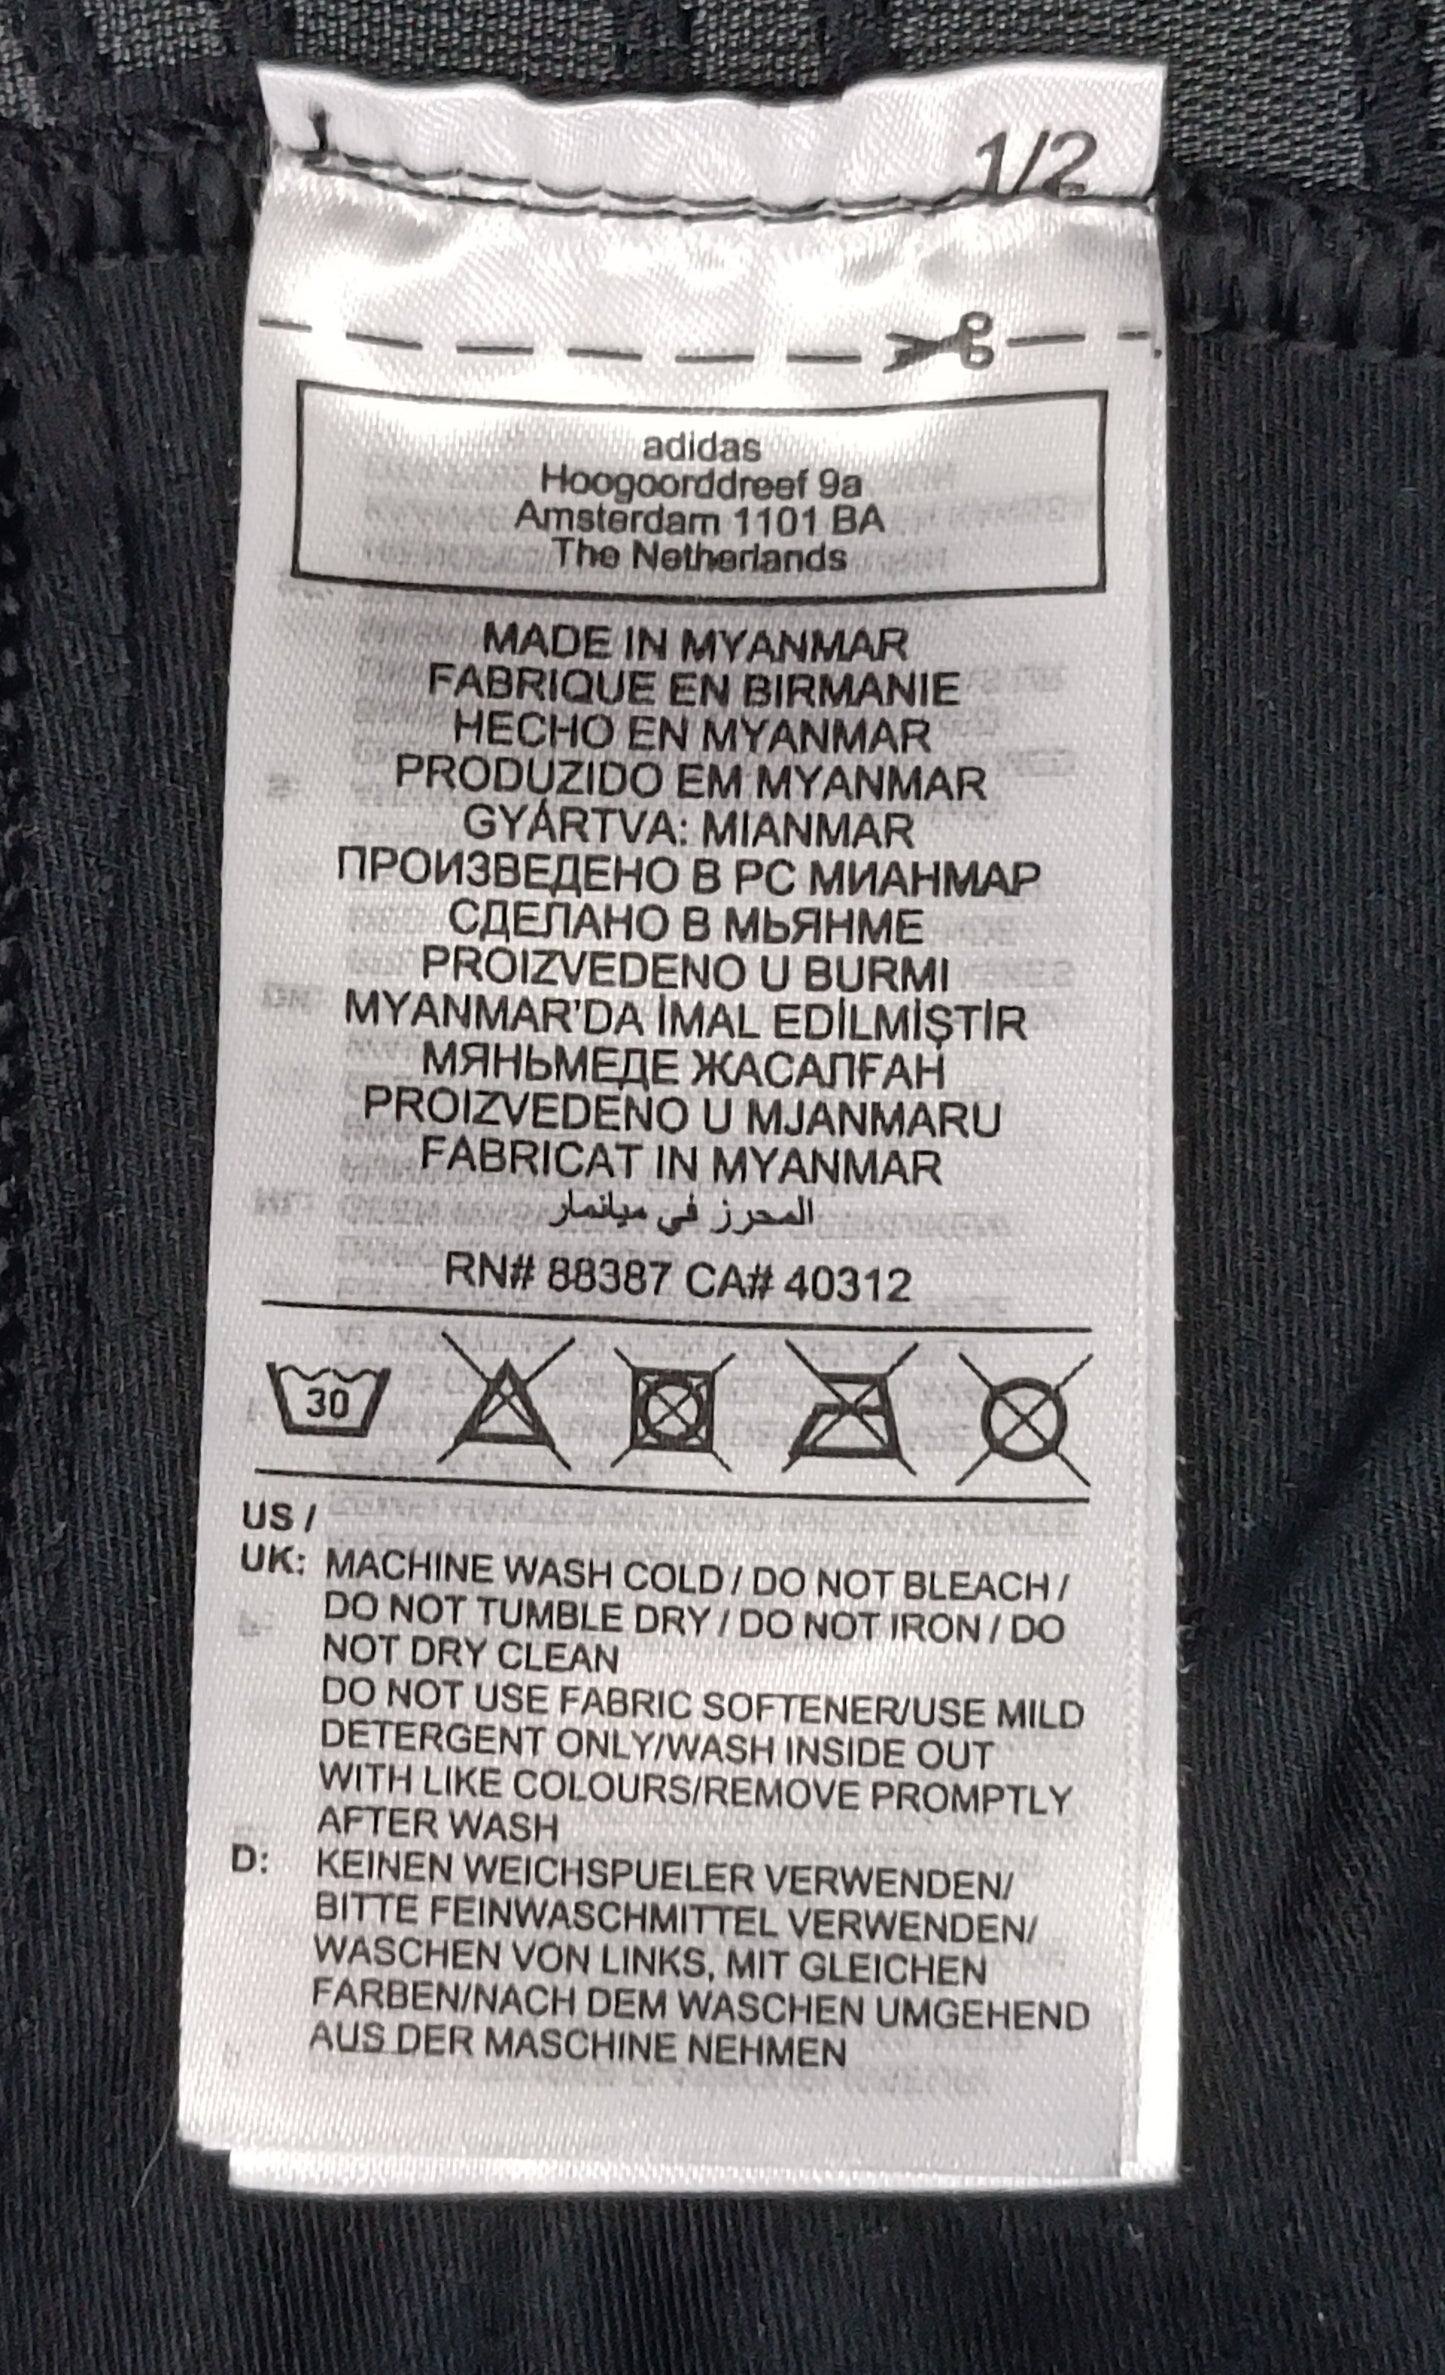 1/2
adidas
Hoogoorddreef 9a
Amsterdam 1101 BA
The Netherlands
MADE IN MYANMAR
FABRIQUE EN BIRMANIE
HECHO EN MYANMAR
PRODUZIDO EM MYANMAR
GYÁRTVA: MIANMAR
ПРОИЗВЕДЕНО В РС МИАНМАР
СДЕЛАНО В МЬЯНМЕ
PROIZVEDENO U BURMI
MYANMAR'DA İMAL EDİLMİŞTİR
МЯНЬМЕДЕ ЖАСАЛҒАН
PROIZVEDENO U MJANMARU
FABRICAT IN MYANMAR
المحرز في ميانمار
RN# 88387 CA# 40312
30
US /
UK: MACHINE WASH COLD / DO NOT BLEACH /
DO NOT TUMBLE DRY / DO NOT IRON / DO
NOT DRY CLEAN
DO NOT USE FABRIC SOFTENER/USE MILD
DETERGENT ONLY/WASH INSIDE OUT
WITH LIKE COLOURS/REMOVE PROMPTLY
AFTER WASH
D: KEINEN WEICHSPUELER VERWENDEN/
BITTE FEINWASCHMITTEL VERWENDEN/
WASCHEN VON LINKS, MIT GLEICHEN
FARBEN/NACH DEM WASCHEN UMGEHEND
AUS DER MASCHINE NEHMEN